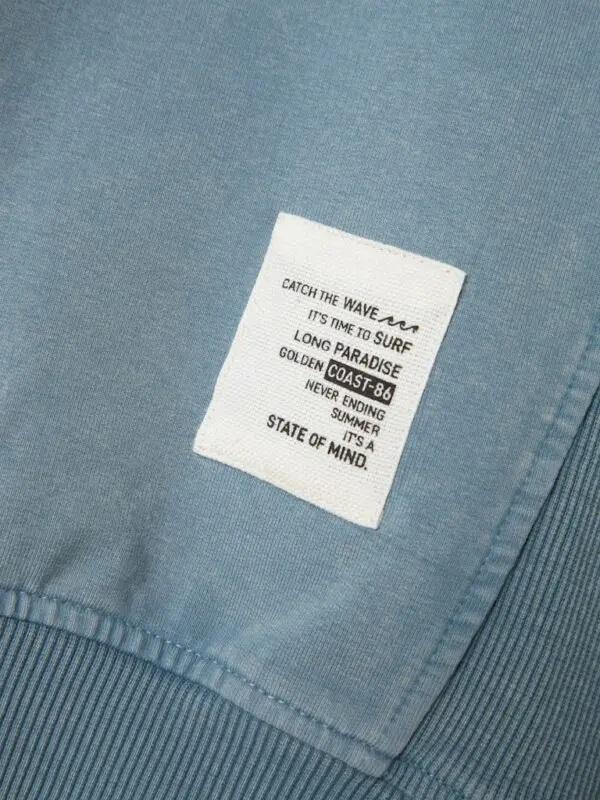 CATCH THE WAVE
IT'S TIME TO SURF
LONG PARADISE
GOLDEN COAST-86
NEVER ENDING
SUMMER
IT'S A
STATE OF MIND.